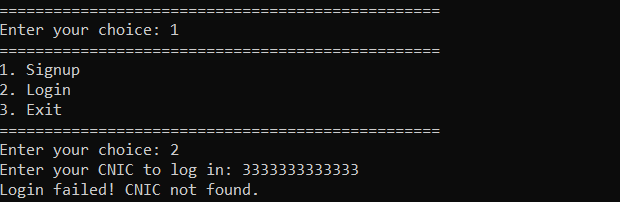 =================================================
Enter your choice: 1
=================================================
1. Signup
2. Login
3. Exit
=================================================
Enter your choice: 2
Enter your CNIC to log in: 3333333333333
Login failed! CNIC not found.